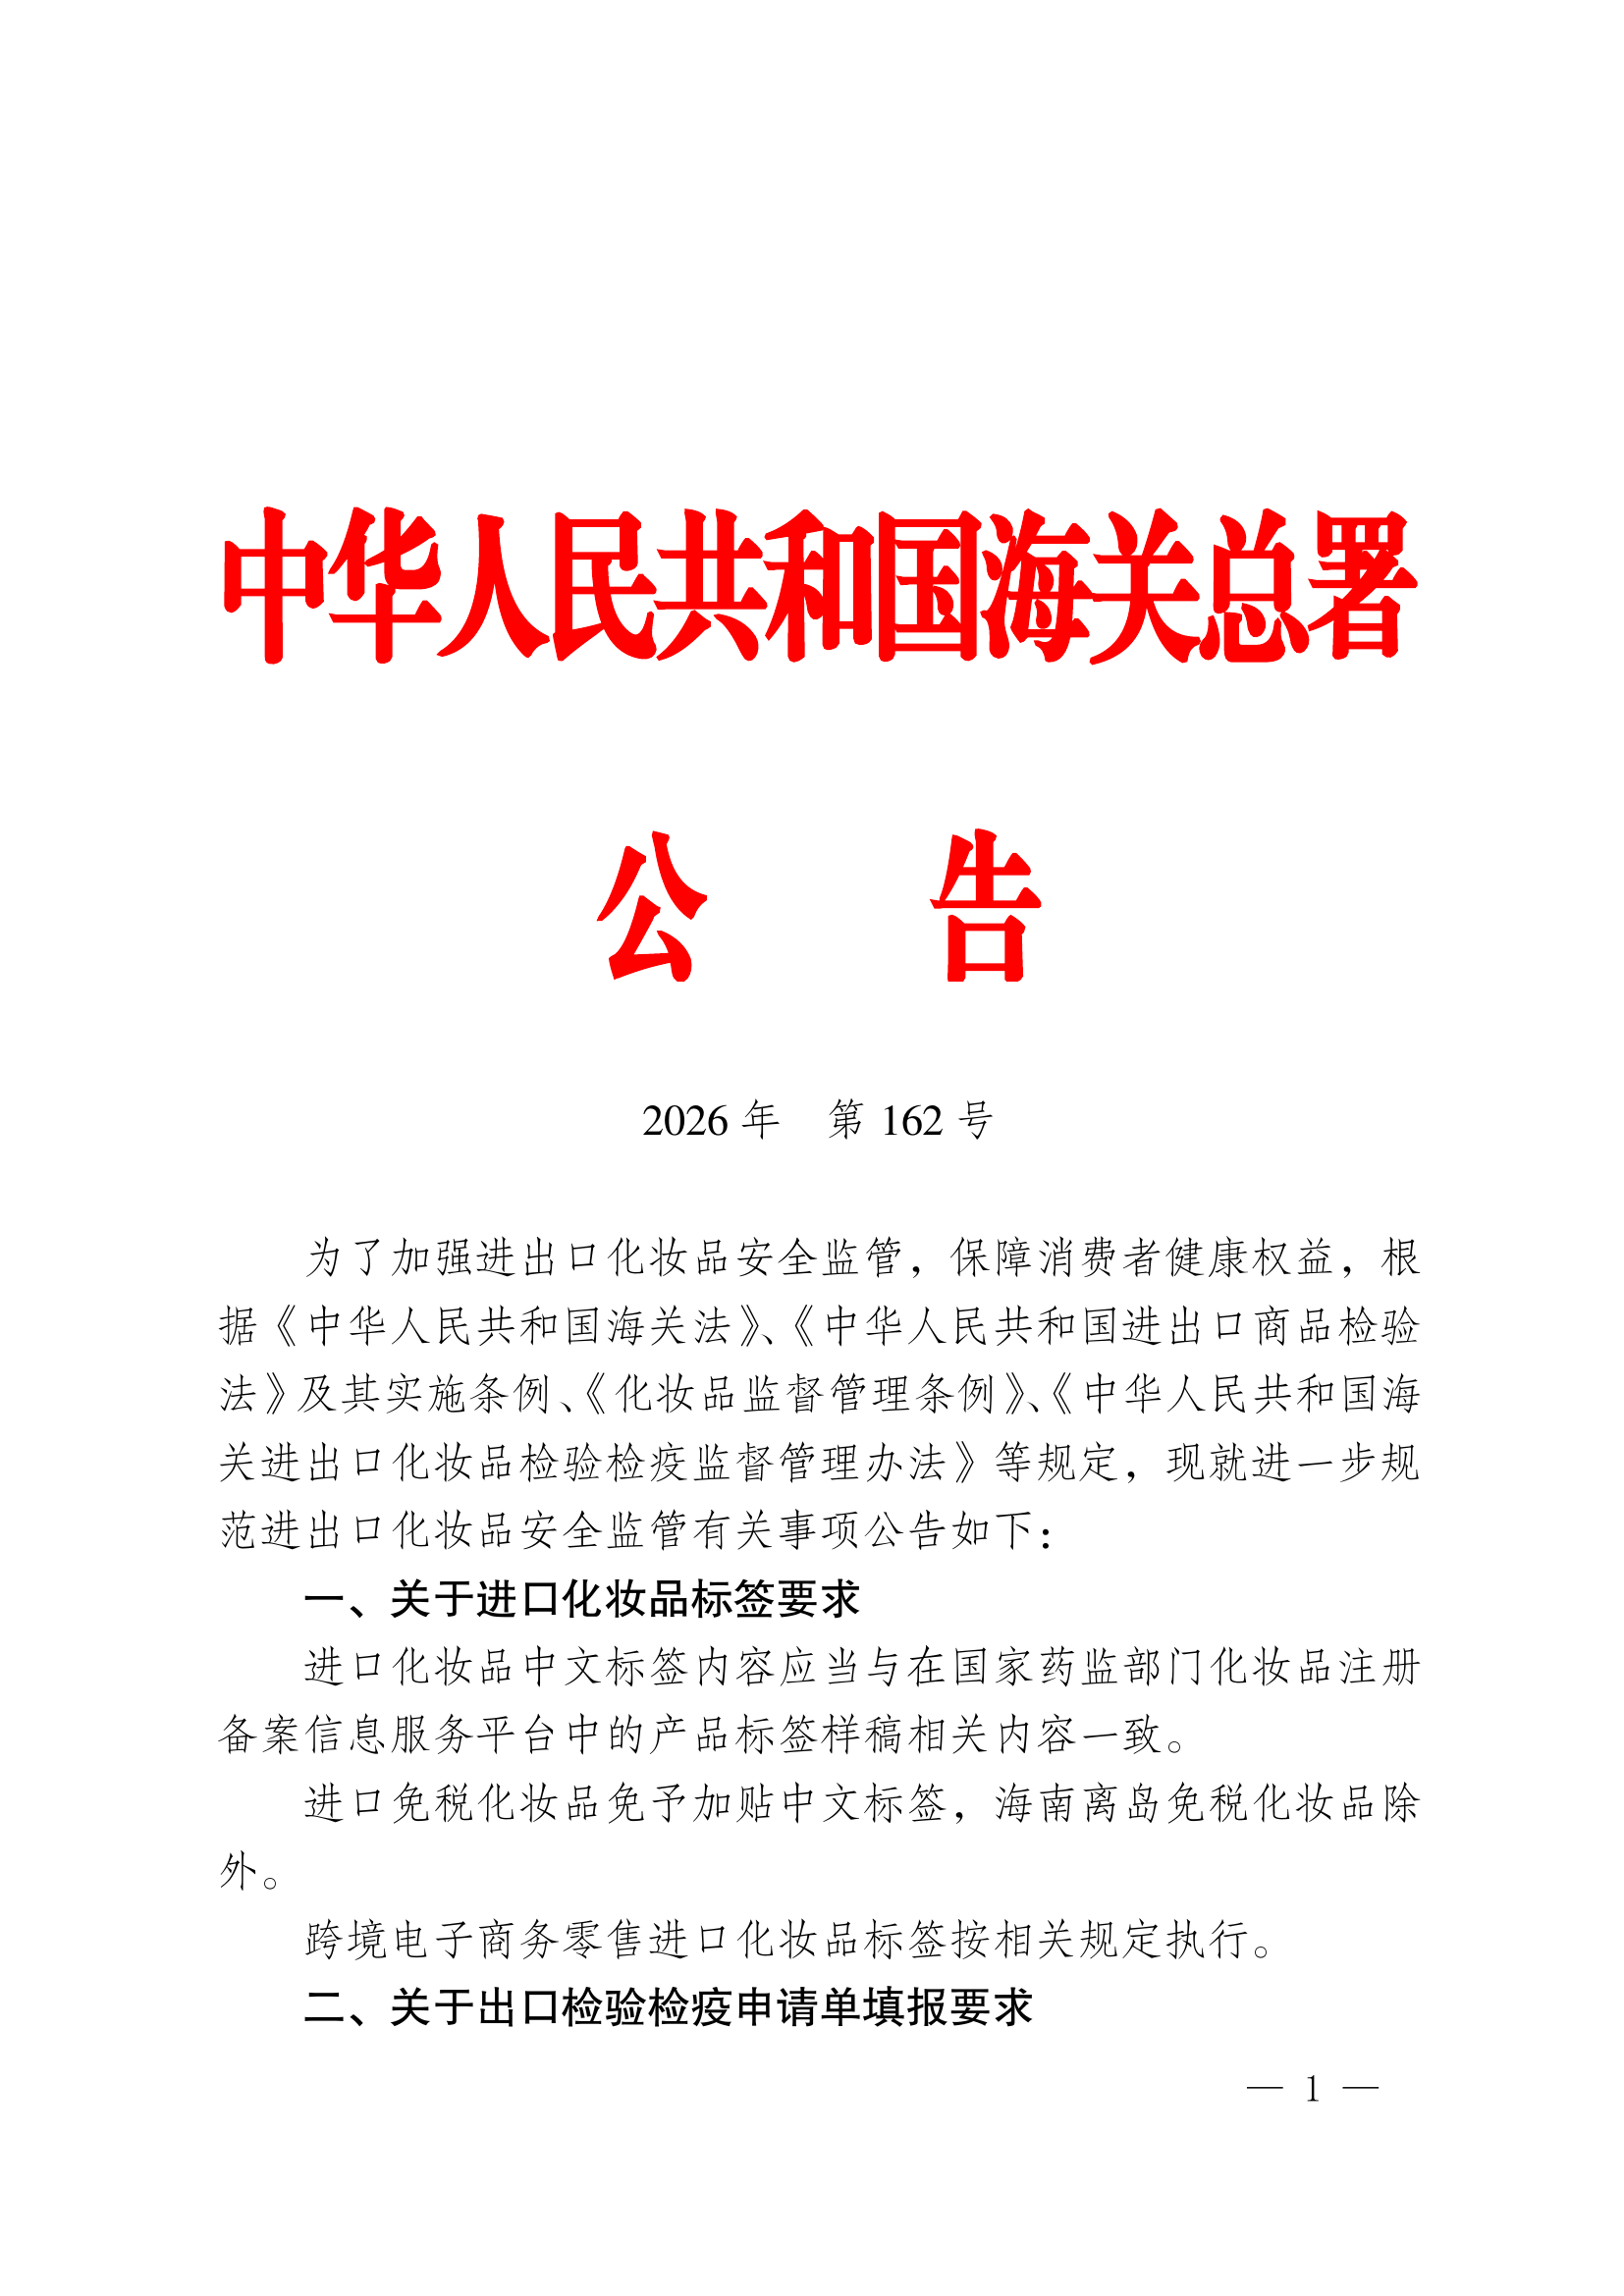 中华人民共和国海关总署
公 告
2026 年 第 162 号
为了加强进出口化妆品安全监管，保障消费者健康权益，根
据《中华人民共和国海关法》、《中华人民共和国进出口商品检验
法》及其实施条例、《化妆品监督管理条例》、《中华人民共和国海
关进出口化妆品检验检疫监督管理办法》等规定，现就进一步规
范进出口化妆品安全监管有关事项公告如下：
一、关于进口化妆品标签要求
进口化妆品中文标签内容应当与在国家药监部门化妆品注册
备案信息服务平台中的产品标签样稿相关内容一致。
进口免税化妆品免予加贴中文标签，海南离岛免税化妆品除
外。
跨境电子商务零售进口化妆品标签按相关规定执行。
二、关于出口检验检疫申请单填报要求
— 1 —